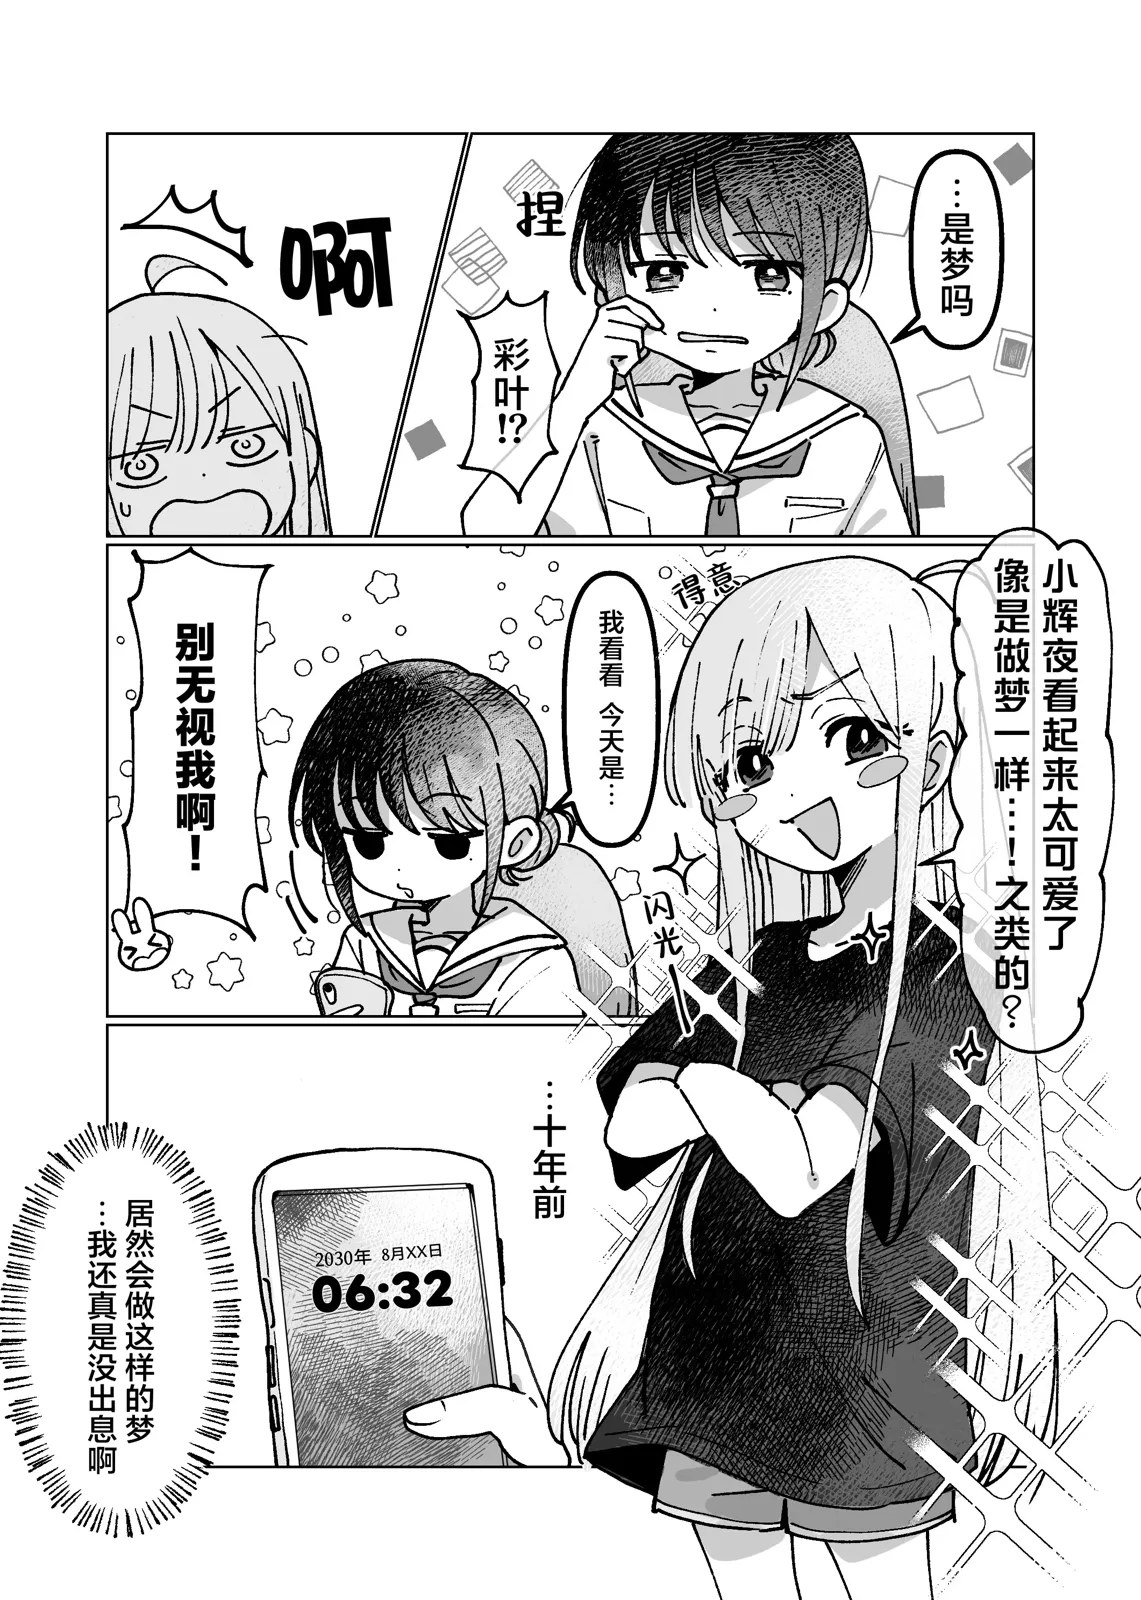 …是梦吗
捏
彩叶!?
啊
小辉夜看起来太可爱了
像是做梦一样…！之类的？
得意
我看看 今天是…
闪光
别无视我啊！
…十年前
2030年 8月XX日
06:32
居然会做这样的梦
…我还真是没出息啊